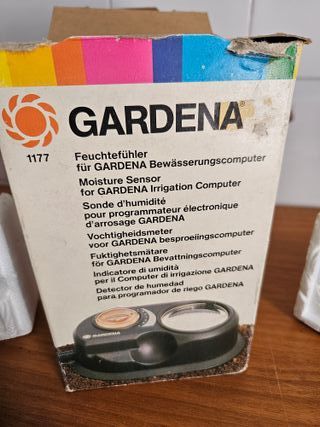 GARDENA®
1177
Feuchtefühler
für GARDENA Bewässerungscomputer
Moisture Sensor
for GARDENA Irrigation Computer
Sonde d'humidité
pour programmateur électronique
d'arrosage GARDENA
Vochtigheidsmeter
voor GARDENA besproeiingscomputer
Fuktighetsmätare
för GARDENA Bevattningscomputer
Indicatore di umidità
per il Computer di irrigazione GARDENA
Detector de humedad
para programador de riego GARDENA
GARDENA